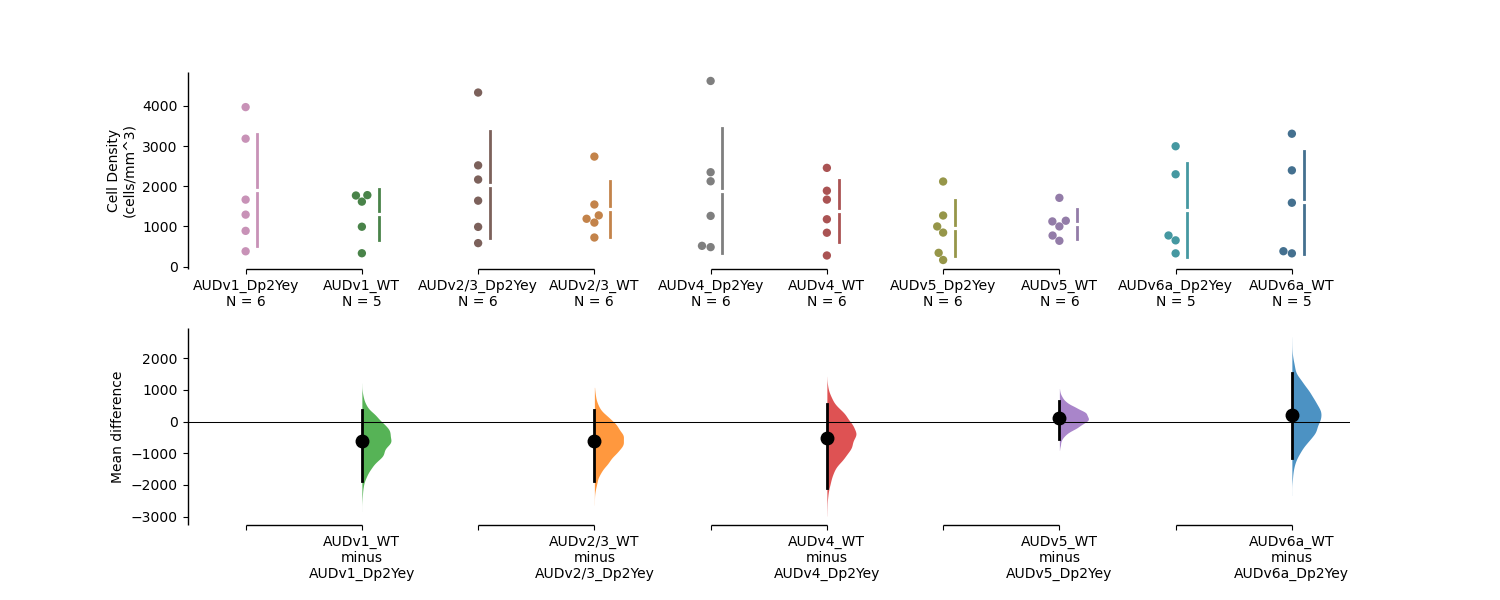 Cell Density
(cells/mm^3)
4000
3000
2000
1000
0
AUDv1_Dp2Yey
N = 6
AUDv1_WT
N = 5
AUDv2/3_Dp2Yey
N = 6
AUDv2/3_WT
N = 6
AUDv4_Dp2Yey
N = 6
AUDv4_WT
N = 6
AUDv5_Dp2Yey
N = 6
AUDv5_WT
N = 6
AUDv6a_Dp2Yey
N = 5
AUDv6a_WT
N = 5
Mean difference
2000
1000
0
−1000
−2000
−3000
AUDv1_WT
minus
AUDv1_Dp2Yey
AUDv2/3_WT
minus
AUDv2/3_Dp2Yey
AUDv4_WT
minus
AUDv4_Dp2Yey
AUDv5_WT
minus
AUDv5_Dp2Yey
AUDv6a_WT
minus
AUDv6a_Dp2Yey